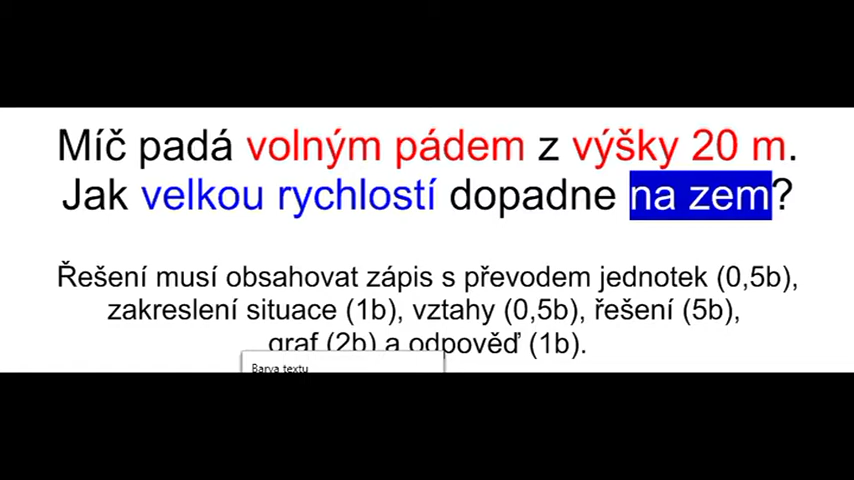 Míč padá volným pádem z výšky 20 m.
Jak velkou rychlostí dopadne na zem?
Řešení musí obsahovat zápis s převodem jednotek (0,5b),
zakreslení situace (1b), vztahy (0,5b), řešení (5b),
graf (2b) a odpověď (1b).
Barva textu